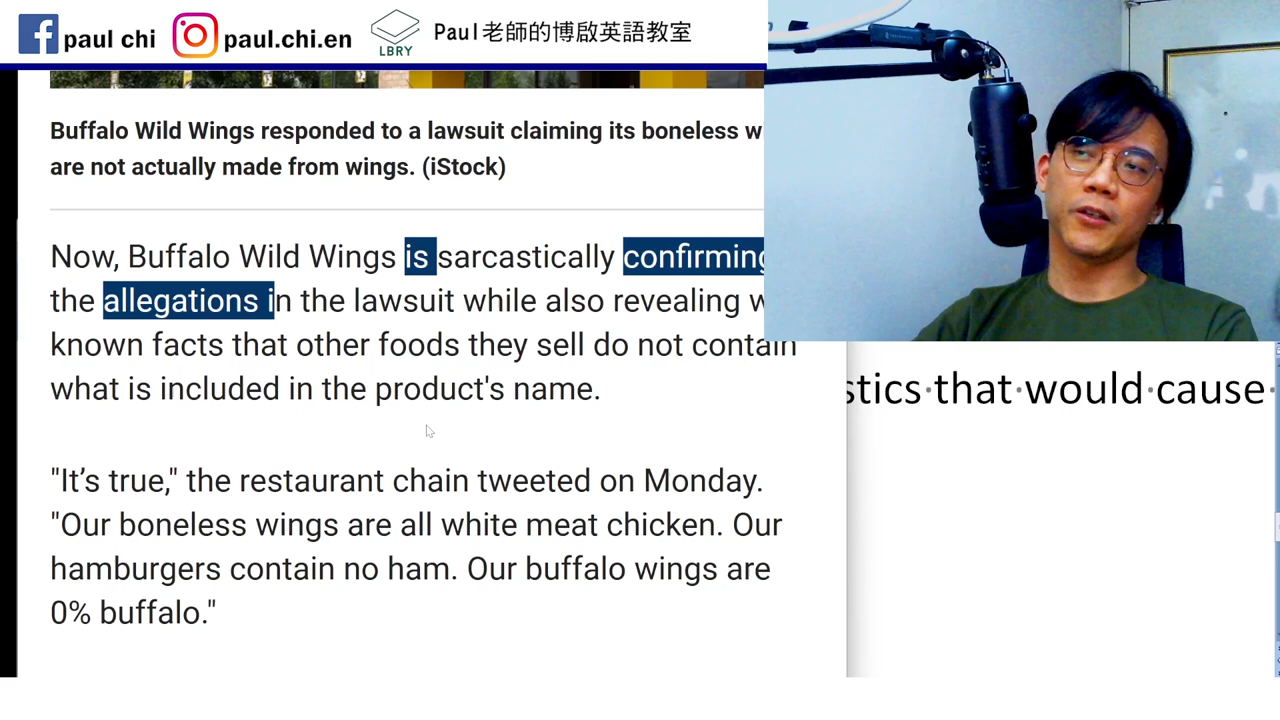 paul chi
paul.chi.en
LBRY
Paul老師的博啟英語教室
Buffalo Wild Wings responded to a lawsuit claiming its boneless
are not actually made from wings. (iStock)
Now, Buffalo Wild Wings is sarcastically confirming
the allegations in the lawsuit while also revealing
known facts that other foods they sell do not contain
what is included in the product's name.
"It’s true," the restaurant chain tweeted on Monday.
"Our boneless wings are all white meat chicken. Our
hamburgers contain no ham. Our buffalo wings are
0% buffalo."
stics that would cause